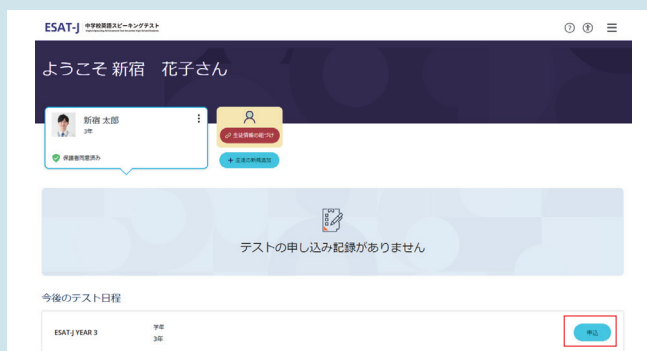 ESAT-J 中学校英語スピーキングテスト
ようこそ 新宿　花子さん
新宿 太郎
3年
保護者同意済み
生徒情報の紐づけ
+ 生徒の新規追加
テストの申し込み記録がありません
今後のテスト日程
ESAT-J YEAR 3
学年
3年
申込